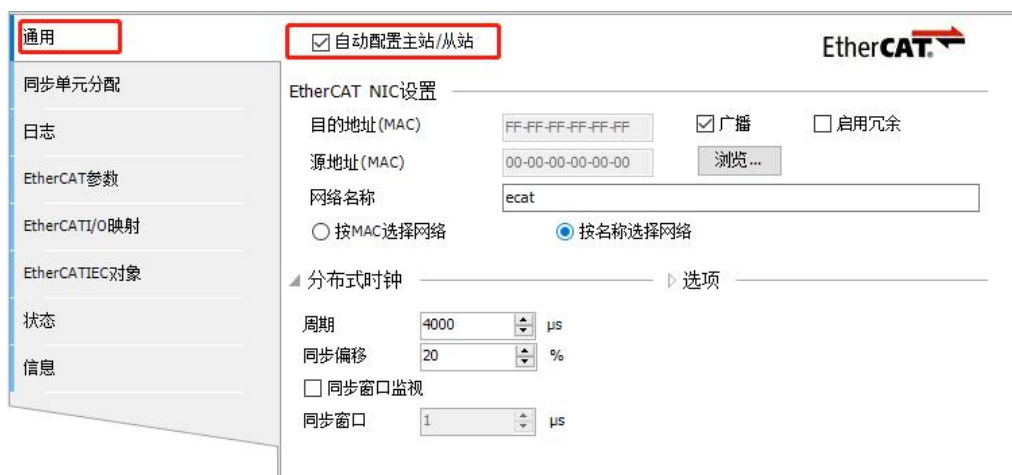 通用
自动配置主站/从站
EtherCAT
同步单元分配
日志
EtherCAT参数
EtherCATI/O映射
EtherCATIEC对象
状态
信息
EtherCAT NIC设置
目的地址(MAC) FF-FF-FF-FF-FF-FF 广播 启用冗余
源地址(MAC) 00-00-00-00-00-00 浏览...
网络名称 ecat
按MAC选择网络 按名称选择网络
分布式时钟 选项
周期 4000 µs
同步偏移 20 %
同步窗口监视
同步窗口 1 µs